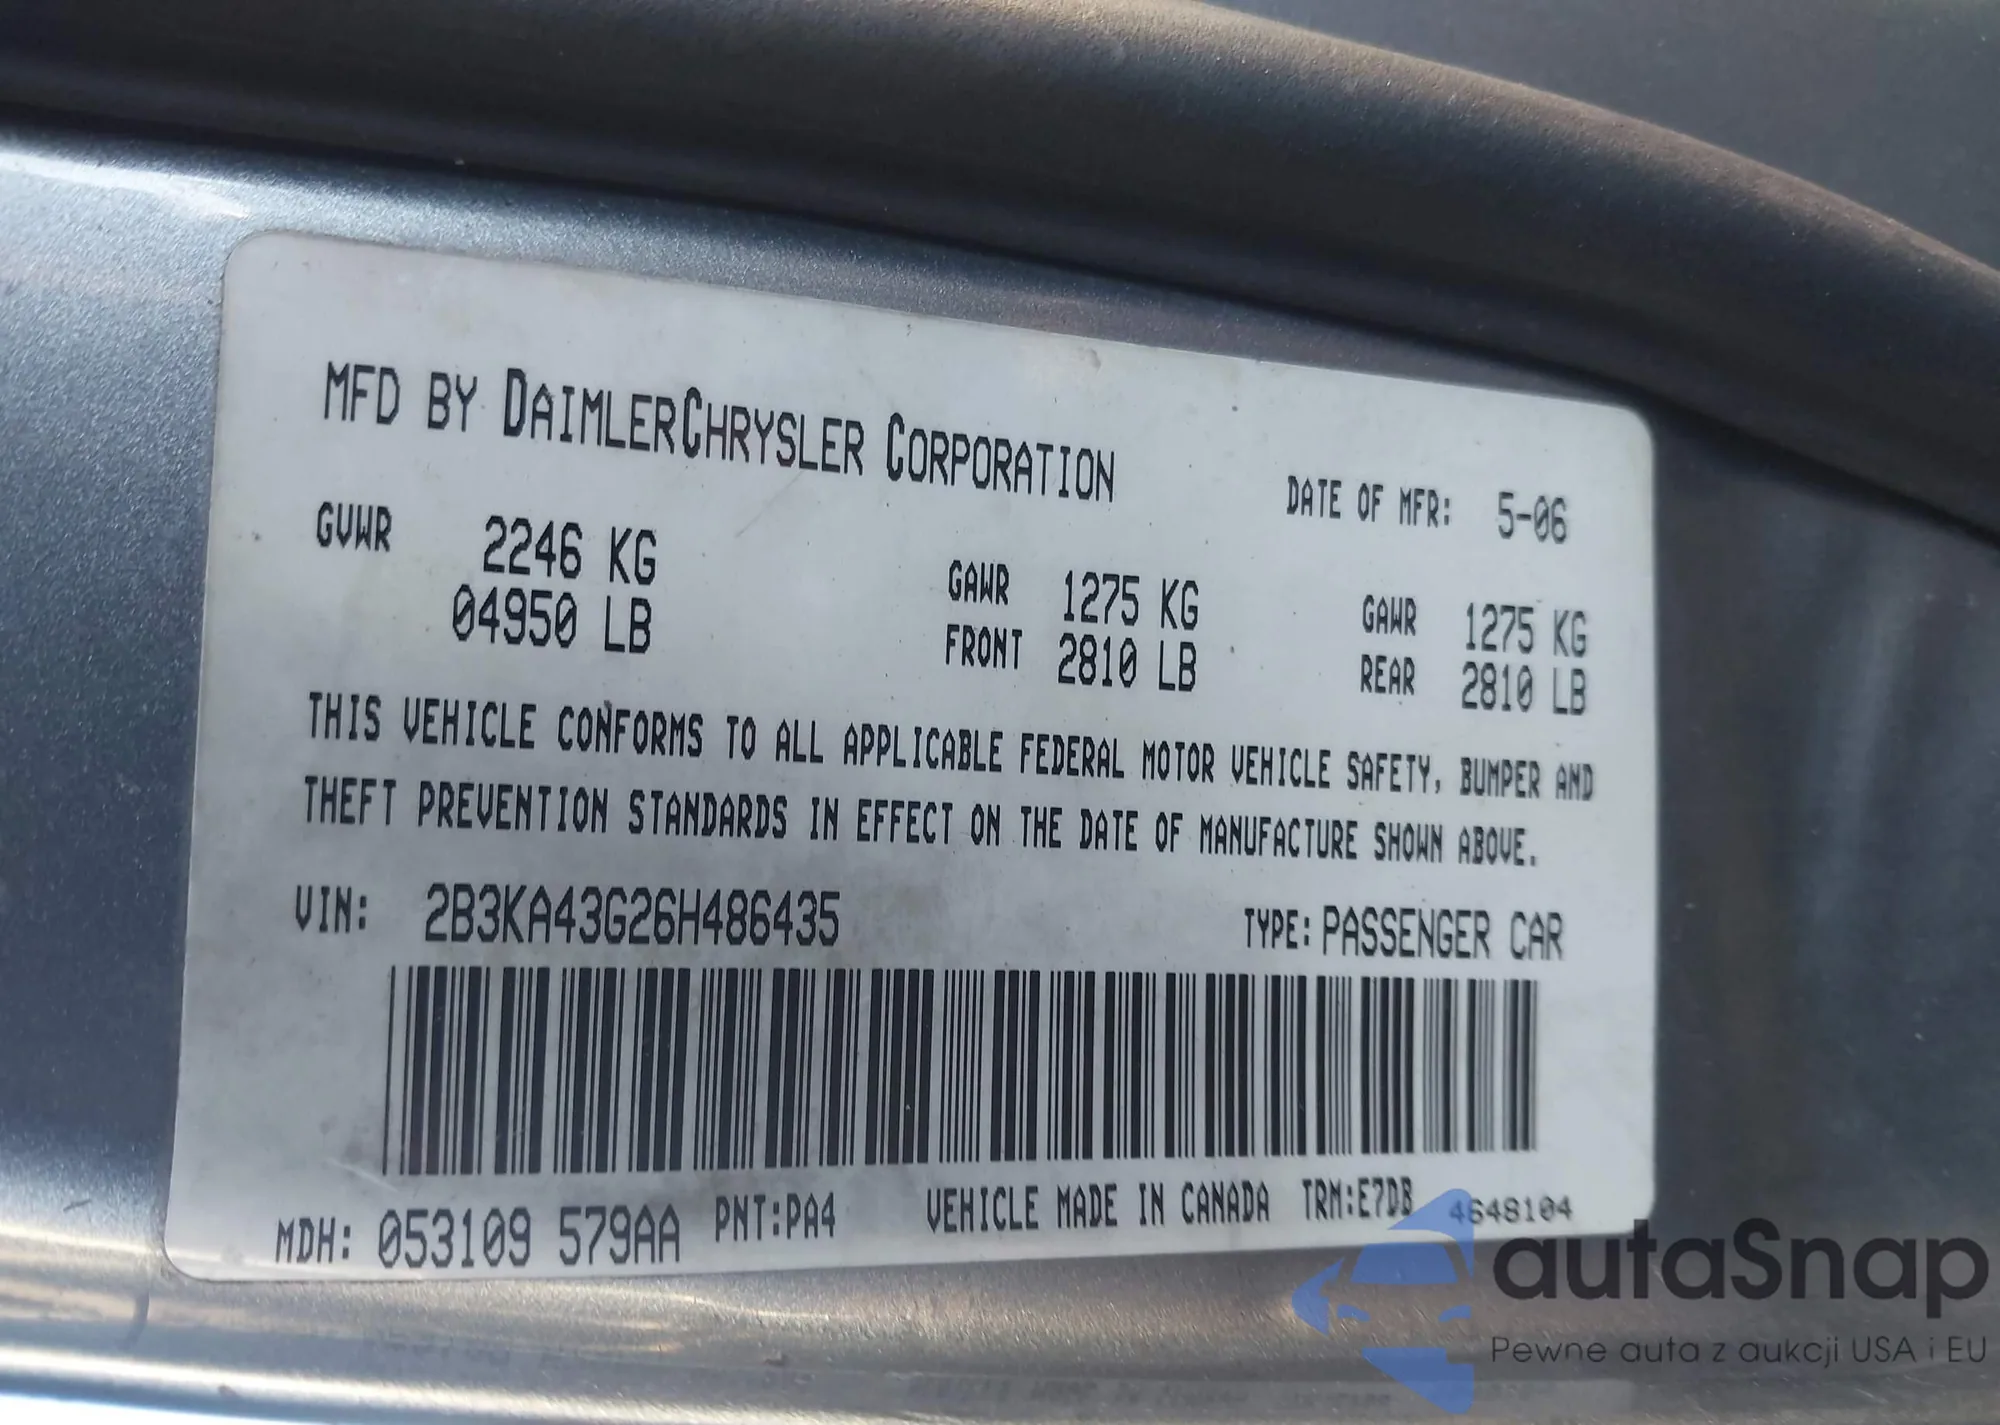 MFD BY DAIMLERCHRYSLER CORPORATION
DATE OF MFR: 5-06
GVWR 2246 KG
04950 LB
GAWR 1275 KG
FRONT 2810 LB
GAWR 1275 KG
REAR 2810 LB
THIS VEHICLE CONFORMS TO ALL APPLICABLE FEDERAL MOTOR VEHICLE SAFETY, BUMPER AND
THEFT PREVENTION STANDARDS IN EFFECT ON THE DATE OF MANUFACTURE SHOWN ABOVE.
VIN: 2B3KA43G26H486435
TYPE: PASSENGER CAR
MDH: 053109 579AA PNT:PA4 VEHICLE MADE IN CANADA TRM:E7DB 4648104
autaSnap
Pewne auta z aukcji USA i EU